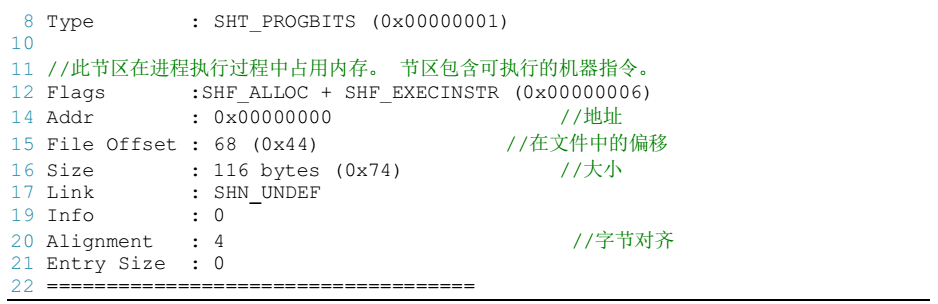 8 Type : SHT_PROGBITS (0x00000001)
10
11 //此节区在进程执行过程中占用内存。 节区包含可执行的机器指令。
12 Flags :SHF_ALLOC + SHF_EXECINSTR (0x00000006)
14 Addr : 0x00000000 //地址
15 File Offset : 68 (0x44) //在文件中的偏移
16 Size : 116 bytes (0x74) //大小
17 Link : SHN_UNDEF
19 Info : 0
20 Alignment : 4 //字节对齐
21 Entry Size : 0
22 ====================================